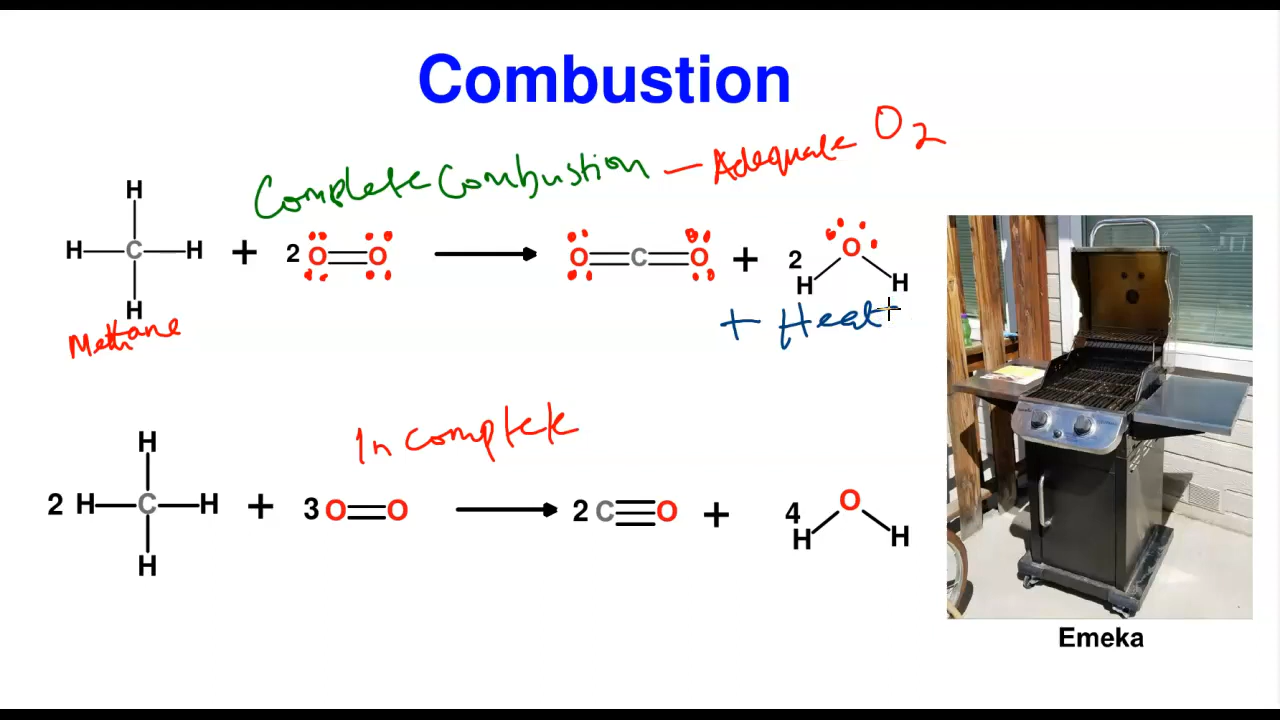 Combustion
Complete Combustion — Adequate O2
H
H C H + 2 O O O C O + 2 O
H H
H
Methane
+ Heat
Incomplete
H
2 H C H + 3 O O 2 C O + 4 O
H H
H
Emeka